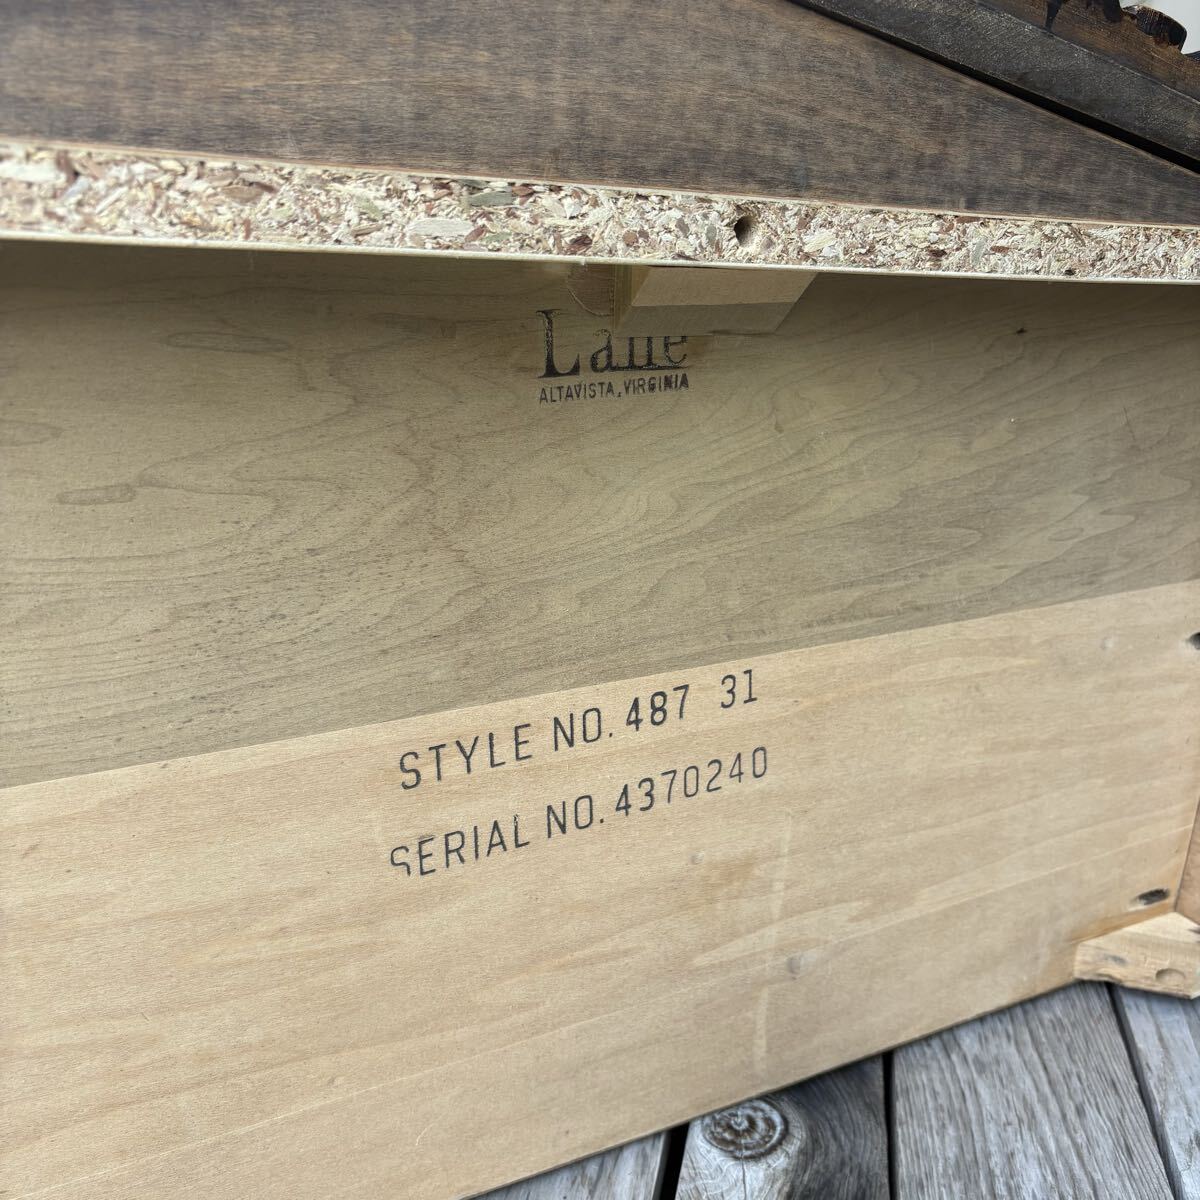 Lane
ALTAVISTA, VIRGINIA
STYLE NO. 487 31
SERIAL NO. 4370240